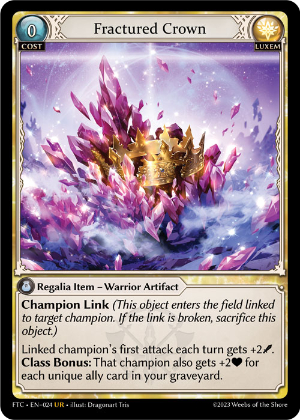 0
Fractured Crown
COST
LUXEM
Regalia Item – Warrior Artifact
Champion Link (This object enters the field linked
to target champion. If the link is broken, sacrifice
this object.)
Linked champion's first attack each turn gets +2.
Class Bonus: That champion also gets +2 for
each unique ally card in your graveyard.
FTC • EN–024 UR • illust: Dragonart Tris
©2023 Weebs of the Shore